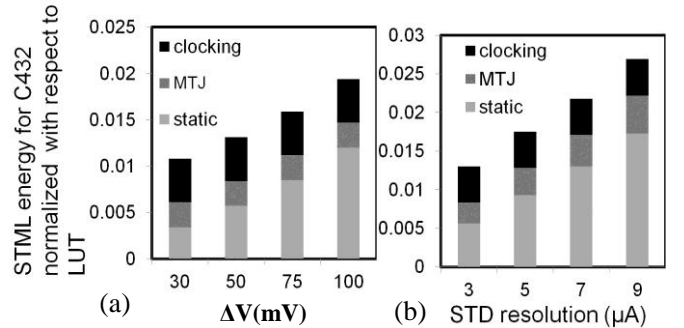 STML energy for C432
normalized with respect to
LUT
0.025
0.02
0.015
0.01
0.005
0
clocking
MTJ
static
30 50 75 100
(a) ΔV(mV)
0.03
0.025
0.02
0.015
0.01
0.005
0
clocking
MTJ
static
3 5 7 9
(b) STD resolution (μA)